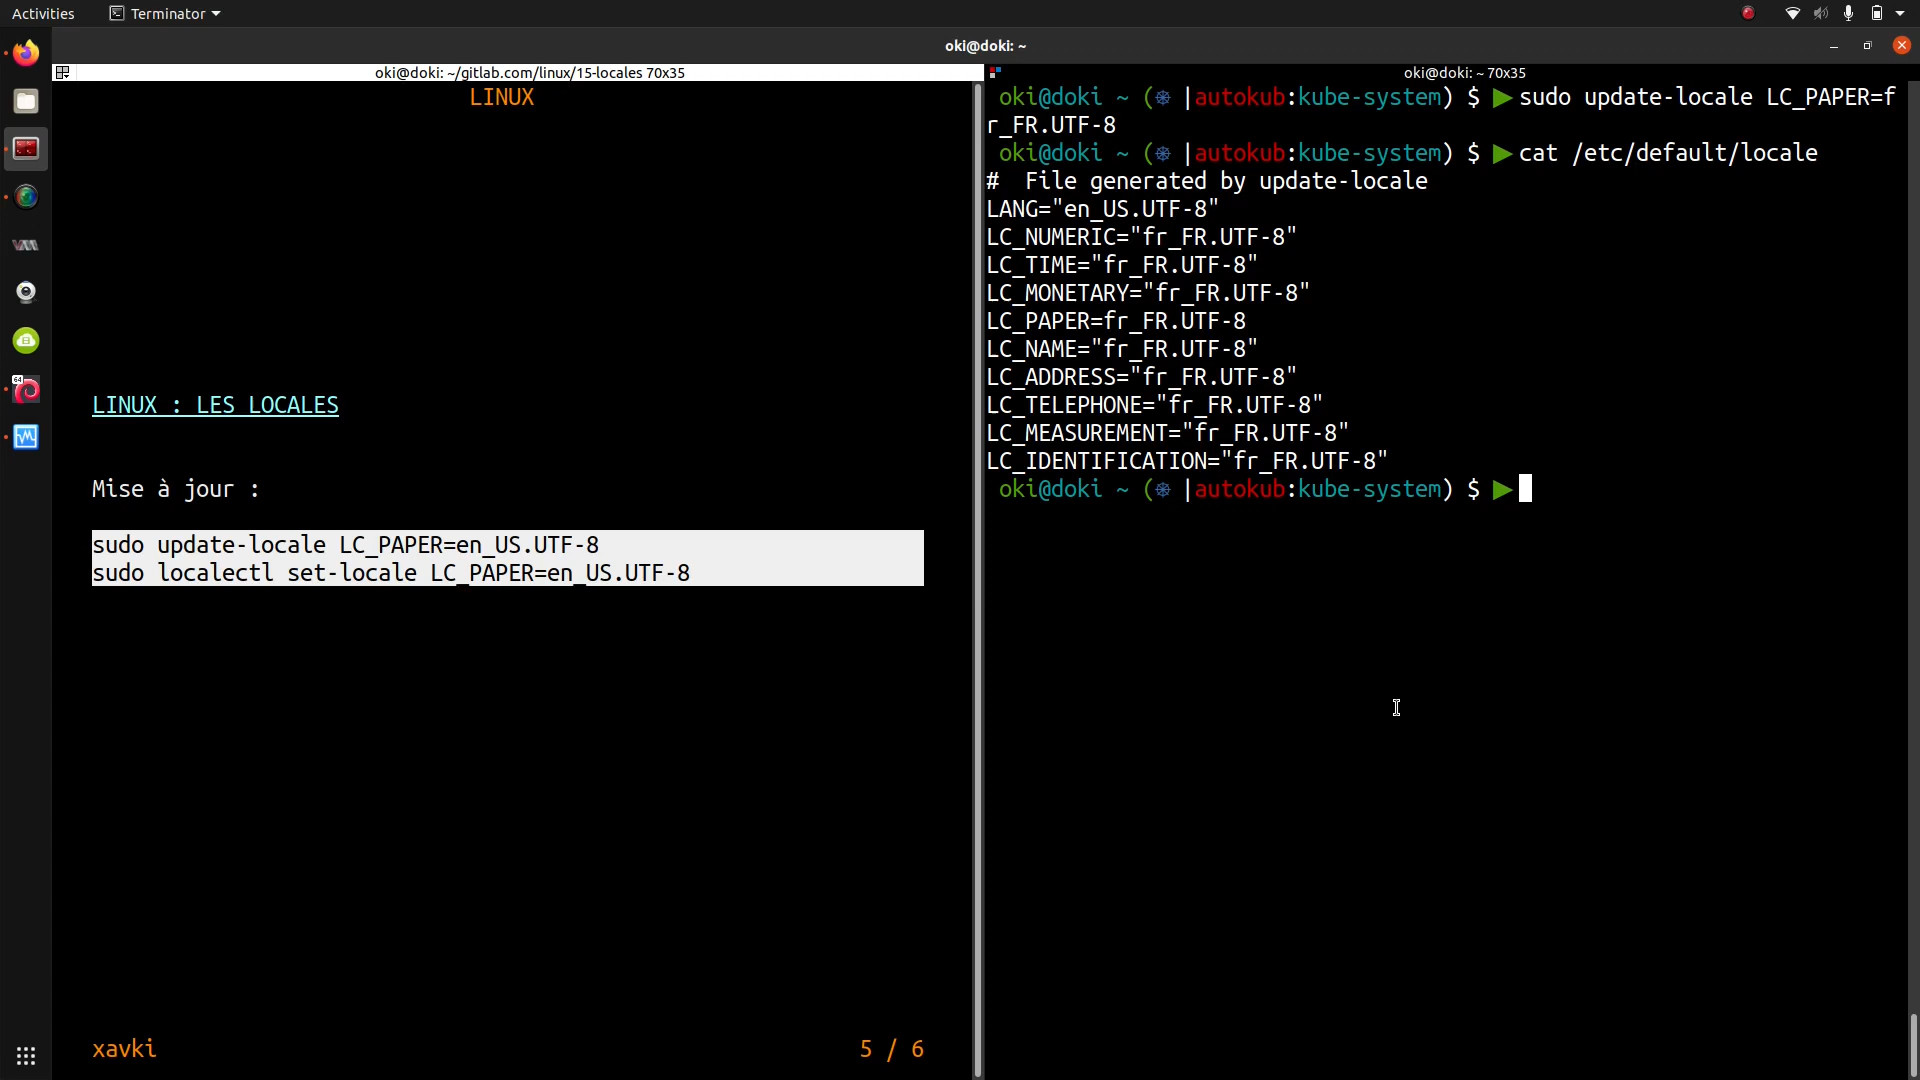 Activities
Terminator
oki@doki: ~
oki@doki: ~/gitlab.com/linux/15-locales 70x35
LINUX
LINUX : LES LOCALES
Mise à jour :
sudo update-locale LC_PAPER=en_US.UTF-8
sudo localectl set-locale LC_PAPER=en_US.UTF-8
xavki
5 / 6
oki@doki: ~ 70x35
oki@doki ~ (⎈ |autokub:kube-system) $ ▶sudo update-locale LC_PAPER=f
r_FR.UTF-8
oki@doki ~ (⎈ |autokub:kube-system) $ ▶cat /etc/default/locale
#  File generated by update-locale
LANG="en_US.UTF-8"
LC_NUMERIC="fr_FR.UTF-8"
LC_TIME="fr_FR.UTF-8"
LC_MONETARY="fr_FR.UTF-8"
LC_PAPER=fr_FR.UTF-8
LC_NAME="fr_FR.UTF-8"
LC_ADDRESS="fr_FR.UTF-8"
LC_TELEPHONE="fr_FR.UTF-8"
LC_MEASUREMENT="fr_FR.UTF-8"
LC_IDENTIFICATION="fr_FR.UTF-8"
oki@doki ~ (⎈ |autokub:kube-system) $ ▶